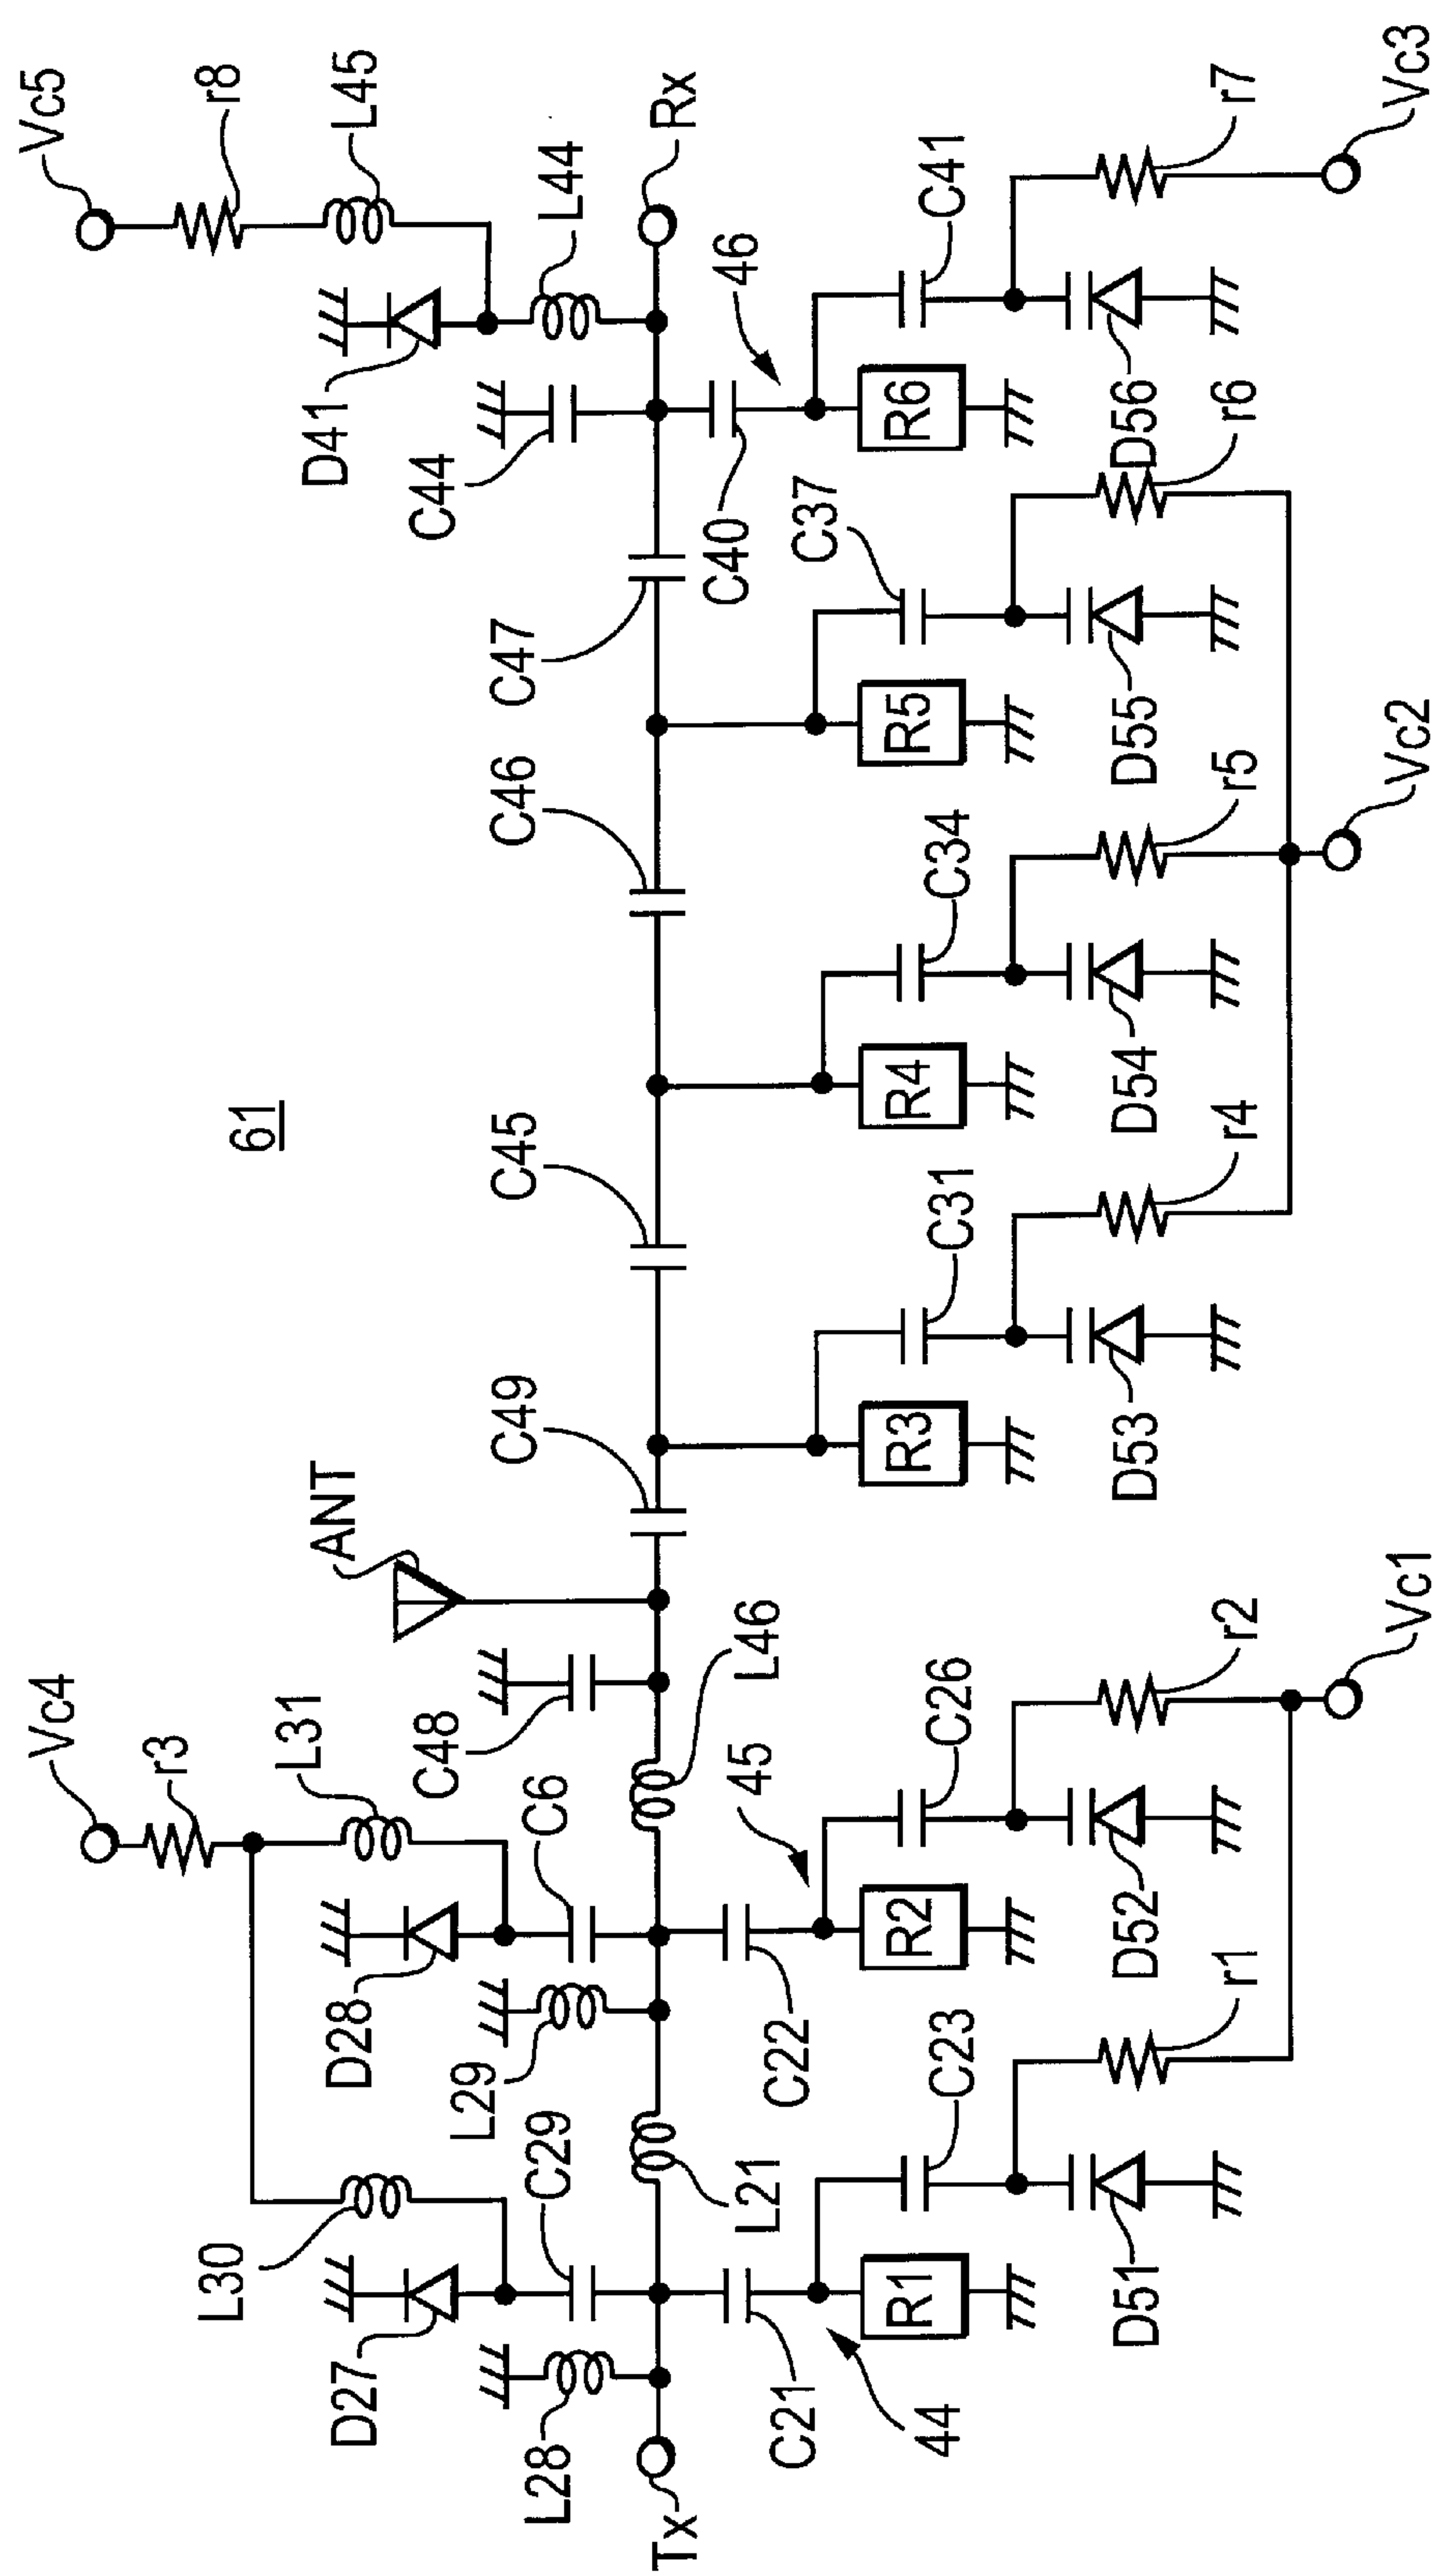 61
Vc4
r3
L31
L30
D27
D28
C29
C6
L28
L29
Tx
L21
L46
C48
ANT
C49
C45
C46
C47
C44
D41
L44
L45
r8
Vc5
Rx
C21
44
R1
C23
D51
r1
C22
45
R2
C26
D52
r2
Vc1
R3
C31
D53
r4
R4
C34
D54
r5
Vc2
R5
C37
D55
r6
C40
46
R6
C41
D56
r7
Vc3